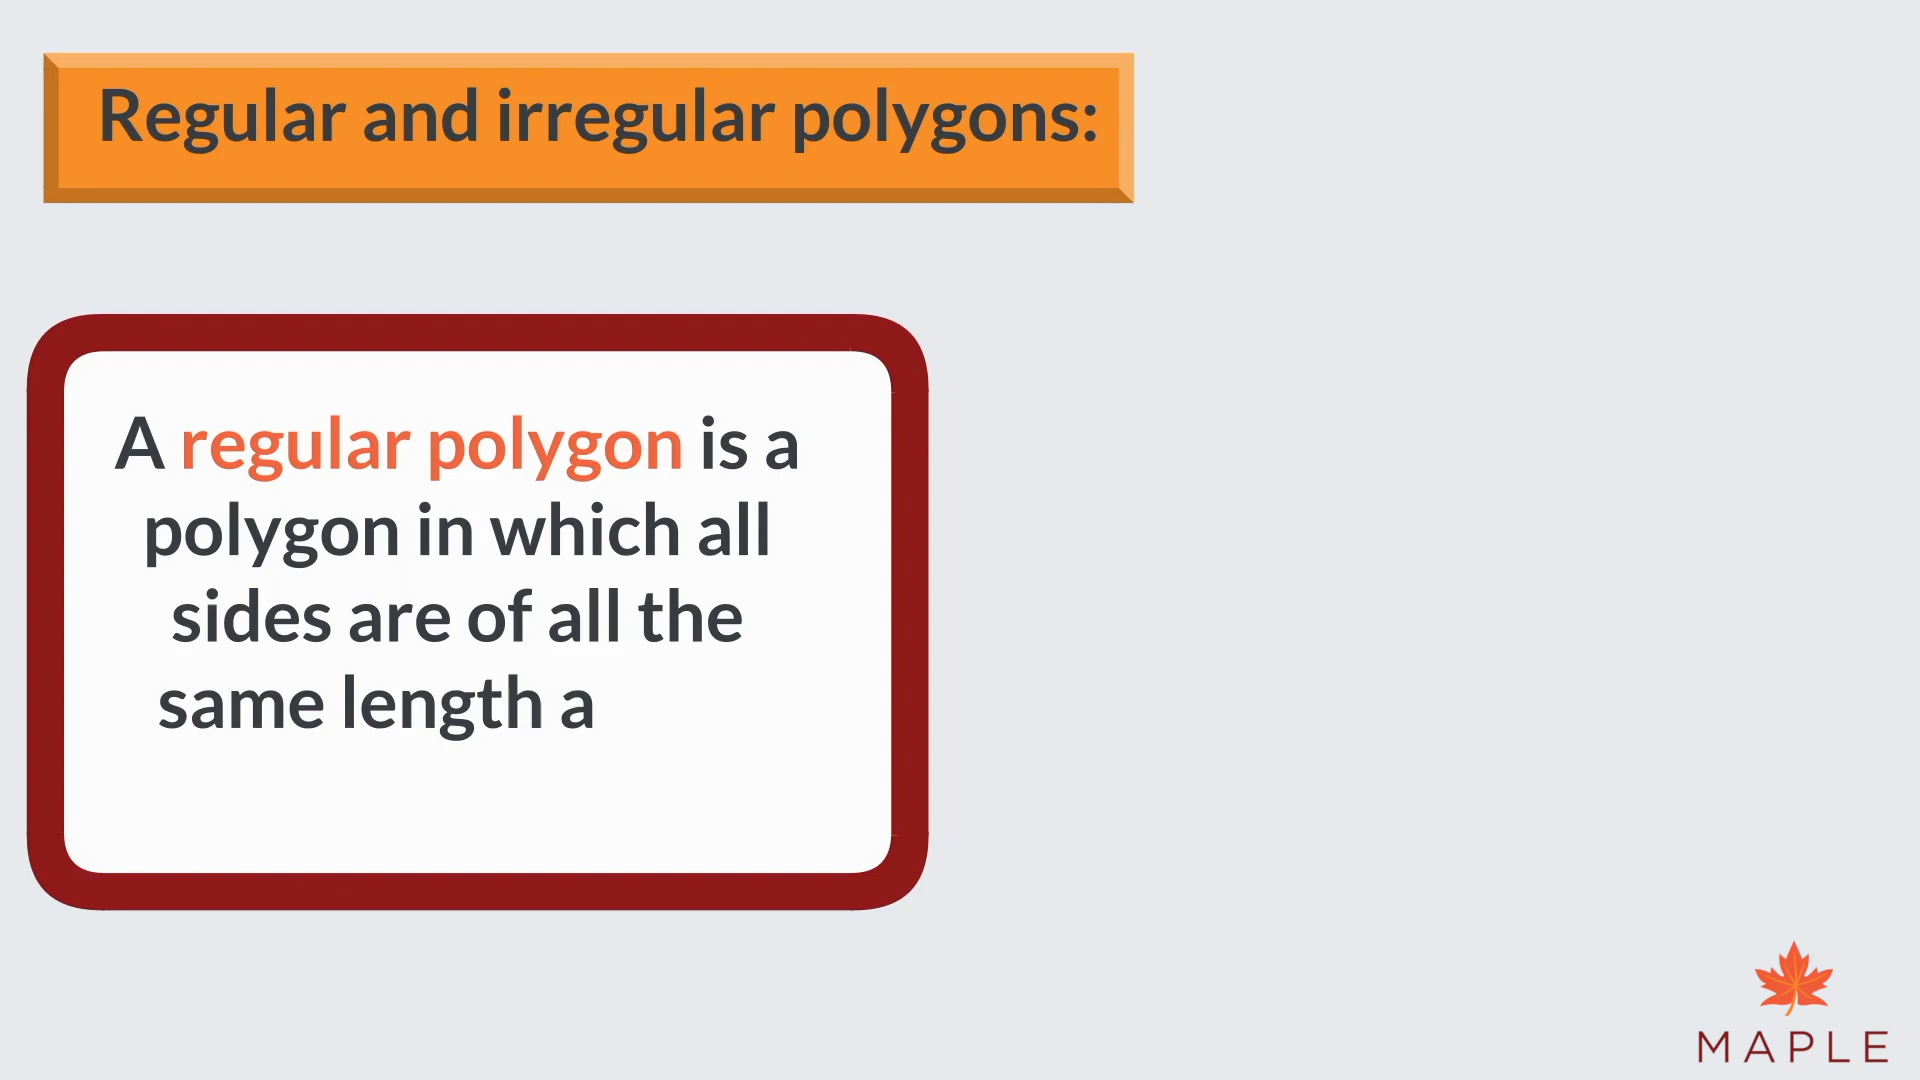 Regular and irregular polygons:
A regular polygon is a
polygon in which all
sides are of all the
same length a
MAPLE